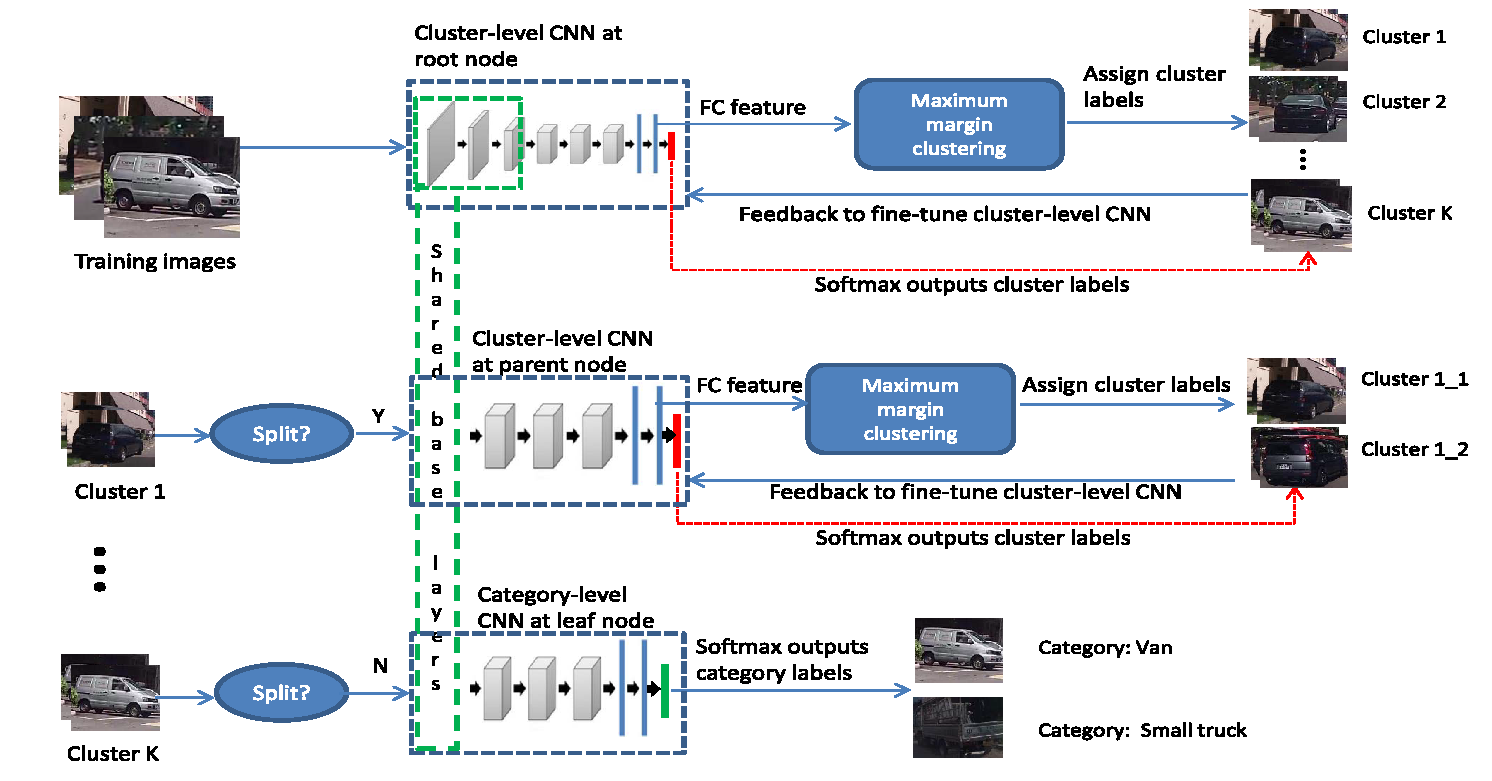 Cluster-level CNN at
root node
Cluster 1
FC feature
Maximum
margin
clustering
Assign cluster
labels
Cluster 2
Training images
Feedback to fine-tune cluster-level CNN
Cluster K
Softmax outputs cluster labels
Shared base layers
Cluster-level CNN
at parent node
FC feature
Maximum
margin
clustering
Assign cluster labels
Cluster 1_1
Split?
Y
Cluster 1
Cluster 1_2
Feedback to fine-tune cluster-level CNN
Softmax outputs cluster labels
Category-level
CNN at leaf node
Split?
N
Cluster K
Softmax outputs
category labels
Category: Van
Category: Small truck